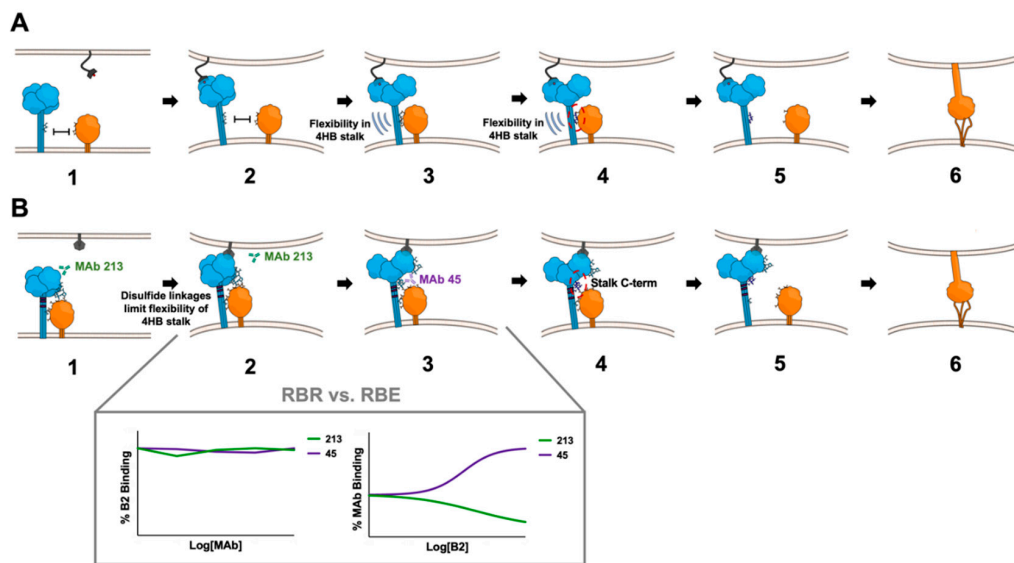 A
Flexibility in
4HB stalk
Flexibility in
4HB stalk
1
2
3
4
5
6
B
MAb 213
MAb 213
MAb 45
Stalk C-term
Disulfide linkages
limit flexibility of
4HB stalk
1
2
3
4
5
6
RBR vs. RBE
% B2 Binding
213
45
Log[MAb]
% MAb Binding
213
45
Log[B2]